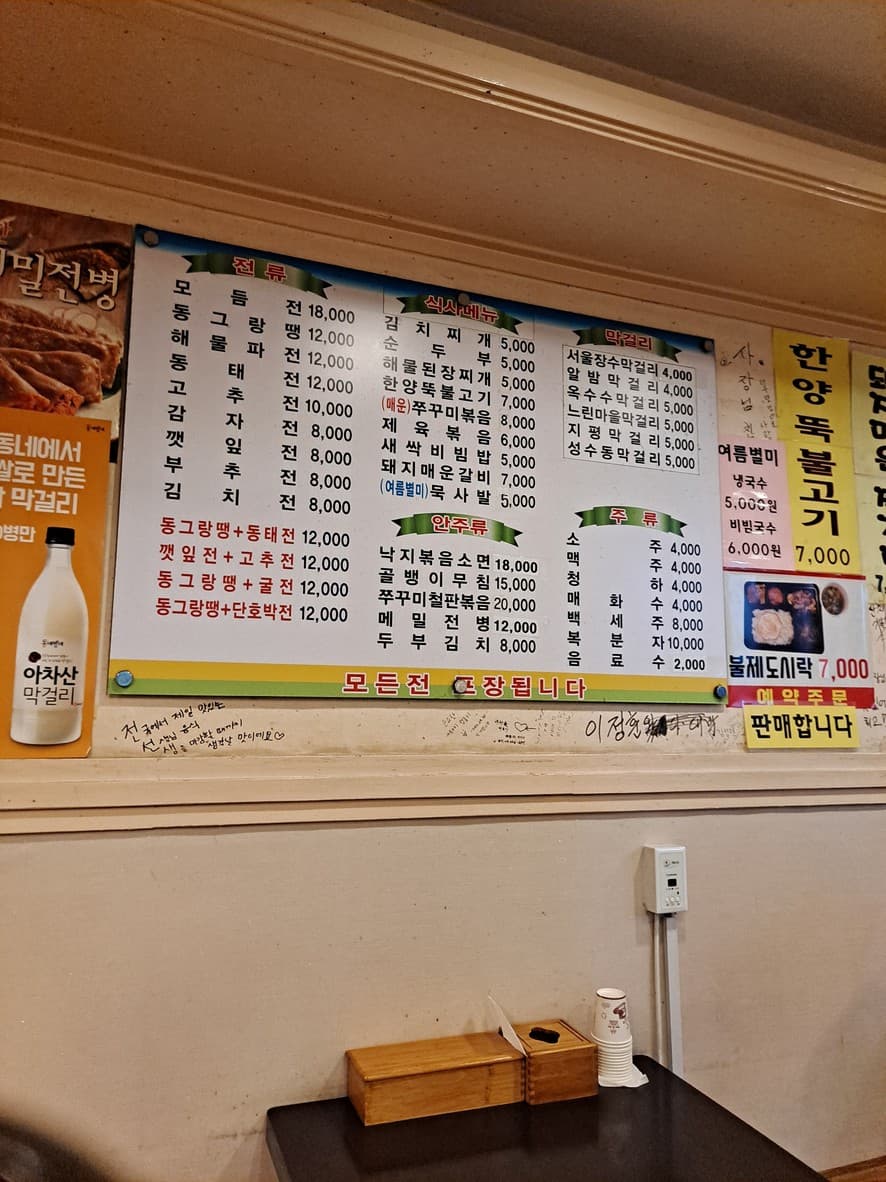 메밀전병
동네에서
쌀로 만든
막걸리
병만
아차산
막걸리
전류
모듬전 18,000
동그랑땡 12,000
해물파전 12,000
동태전 12,000
고추전 10,000
감자전 8,000
깻잎전 8,000
부추전 8,000
김치전 8,000
동그랑땡+동태전 12,000
깻잎전+고추전 12,000
동그랑땡+굴전 12,000
동그랑땡+단호박전 12,000
식사메뉴
김치찌개 5,000
순두부 5,000
해물된장찌개 5,000
한양뚝불고기 7,000
(매운)쭈꾸미볶음 8,000
제육볶음 6,000
새싹비빔밥 5,000
돼지매운갈비 7,000
(여름별미)묵사발 5,000
안주류
낙지볶음소면 18,000
골뱅이무침 15,000
쭈꾸미철판볶음 20,000
메밀전병 12,000
두부김치 8,000
막걸리
서울장수막걸리 4,000
알밤막걸리 4,000
옥수수막걸리 5,000
느린마을막걸리 5,000
지평막걸리 5,000
성수동막걸리 5,000
주류
소주 4,000
맥주 4,000
청하 4,000
매화수 4,000
백세주 8,000
복분자 10,000
음료수 2,000
모든전 포장됩니다
여름별미
냉국수
5,000원
비빔국수
6,000원
한양뚝불고기
7,000
불제도시락 7,000
예약주문
판매합니다
전국에서 제일 맛있는
이정현